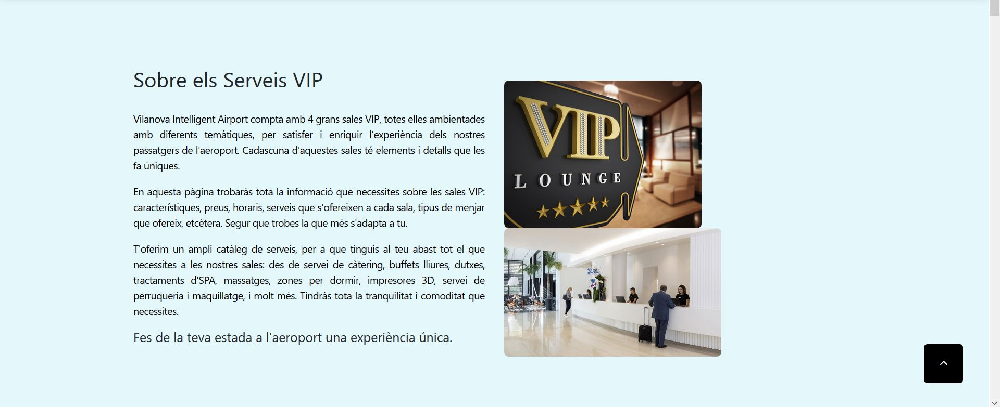 Sobre els Serveis VIP
Vilanova Intelligent Airport compta amb 4 grans sales VIP, totes elles ambientades
amb diferents temàtiques, per satisfer i enriquir l'experiència dels nostres
passatgers de l'aeroport. Cadascuna d'aquestes sales té elements i detalls que les
fa úniques.
En aquesta pàgina trobaràs tota la informació que necessites sobre les sales VIP:
característiques, preus, horaris, serveis que s'ofereixen a cada sala, tipus de menjar
que ofereix, etcètera. Segur que trobes la que més s'adapta a tu.
T'oferim un ampli catàleg de serveis, per a que tinguis al teu abast tot el que
necessites a les nostres sales: des de servei de càtering, buffets lliures, dutxes,
tractaments d'SPA, massatges, zones per dormir, impresores 3D, servei de
perruqueria i maquillatge, i molt més. Tindràs tota la tranquilitat i comoditat que
necessites.
Fes de la teva estada a l'aeroport una experiència única.
VIP
LOUNGE